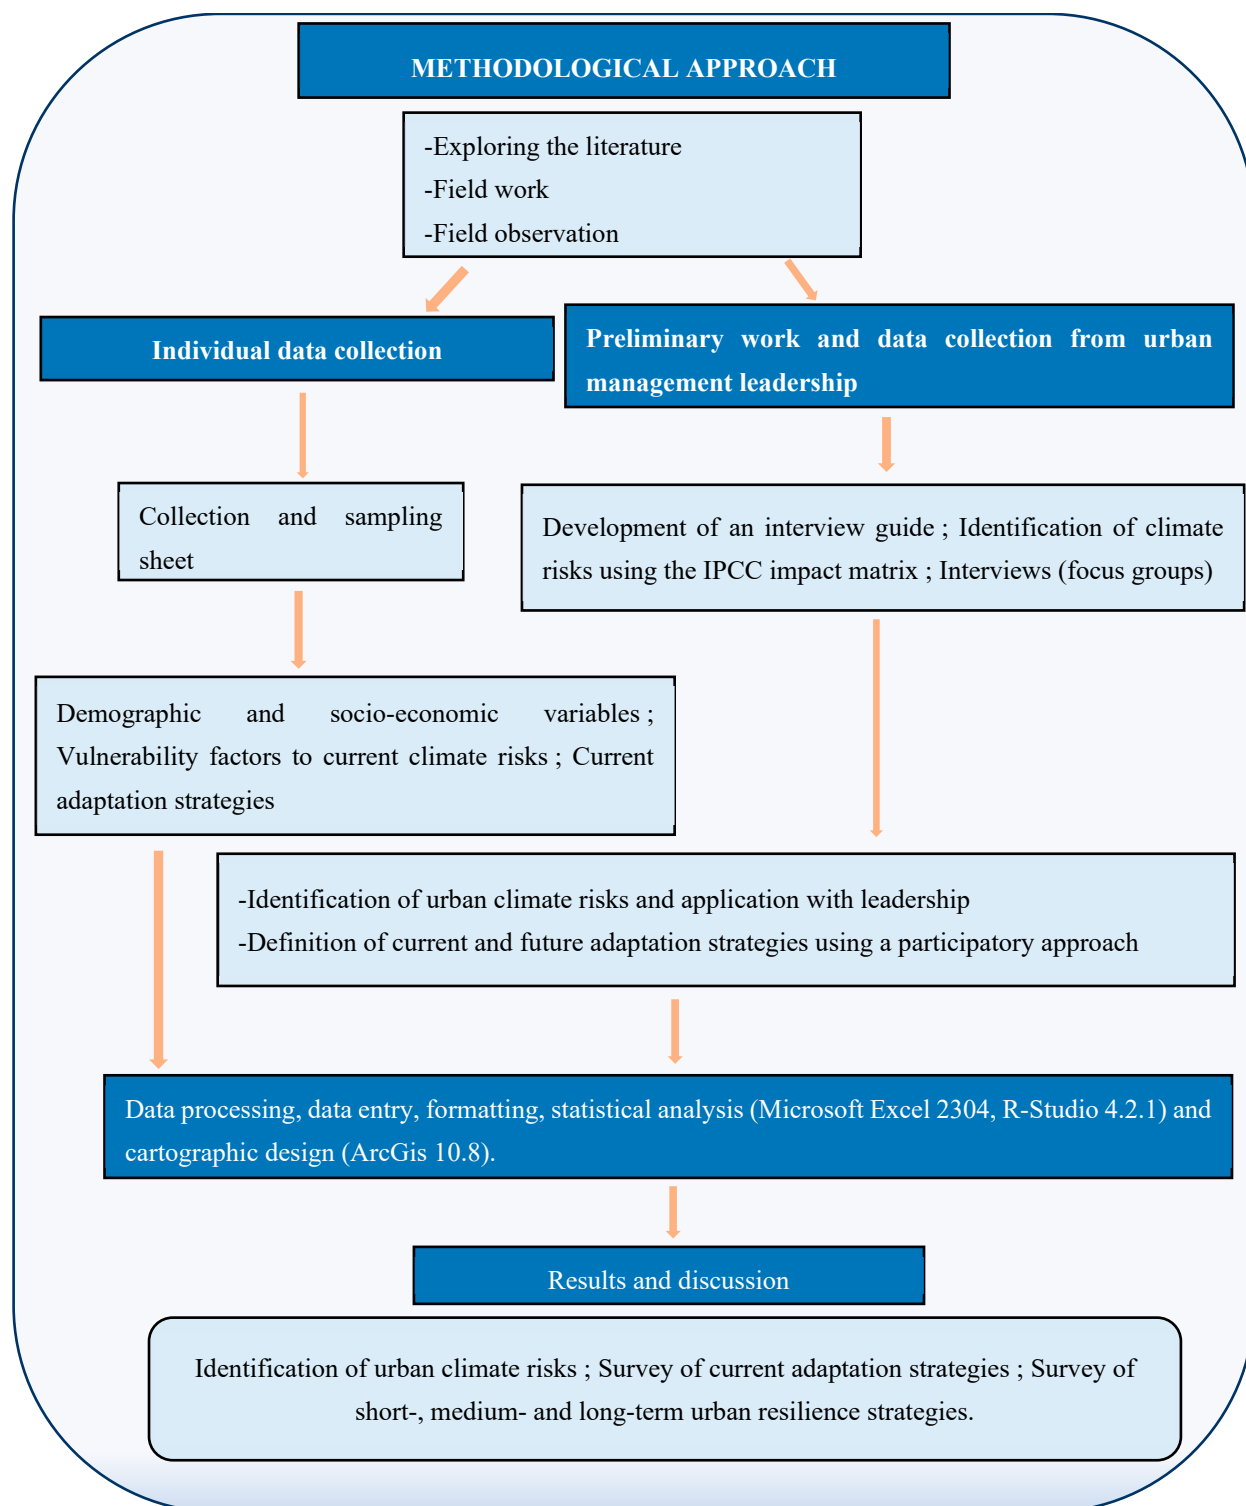 METHODOLOGICAL APPROACH
-Exploring the literature
-Field work
-Field observation
Individual data collection
Preliminary work and data collection from urban
management leadership
Collection and sampling
sheet
Development of an interview guide ; Identification of climate
risks using the IPCC impact matrix ; Interviews (focus groups)
Demographic and socio-economic variables ;
Vulnerability factors to current climate risks ; Current
adaptation strategies
-Identification of urban climate risks and application with leadership
-Definition of current and future adaptation strategies using a participatory approach
Data processing, data entry, formatting, statistical analysis (Microsoft Excel 2304, R-Studio 4.2.1) and
cartographic design (ArcGis 10.8).
Results and discussion
Identification of urban climate risks ; Survey of current adaptation strategies ; Survey of
short-, medium- and long-term urban resilience strategies.